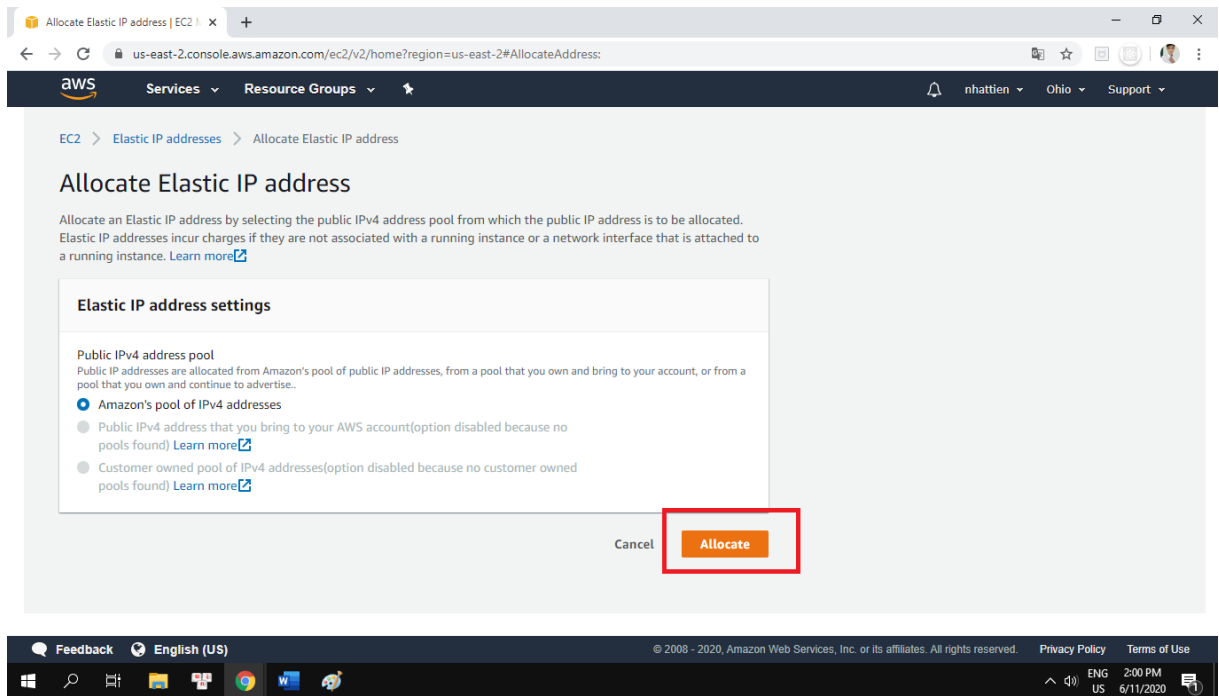 Allocate Elastic IP address | EC2 M
us-east-2.console.aws.amazon.com/ec2/v2/home?region=us-east-2#AllocateAddress:
aws
Services
Resource Groups
nhattien
Ohio
Support
EC2 > Elastic IP addresses > Allocate Elastic IP address
Allocate Elastic IP address
Allocate an Elastic IP address by selecting the public IPv4 address pool from which the public IP address is to be allocated.
Elastic IP addresses incur charges if they are not associated with a running instance or a network interface that is attached to
a running instance. Learn more
Elastic IP address settings
Public IPv4 address pool
Public IP addresses are allocated from Amazon's pool of public IP addresses, from a pool that you own and bring to your account, or from a
pool that you own and continue to advertise..
Amazon's pool of IPv4 addresses
Public IPv4 address that you bring to your AWS account(option disabled because no
pools found) Learn more
Customer owned pool of IPv4 addresses(option disabled because no customer owned
pools found) Learn more
Cancel
Allocate
Feedback
English (US)
© 2008 - 2020, Amazon Web Services, Inc. or its affiliates. All rights reserved.
Privacy Policy
Terms of Use
ENG
US
2:00 PM
6/11/2020